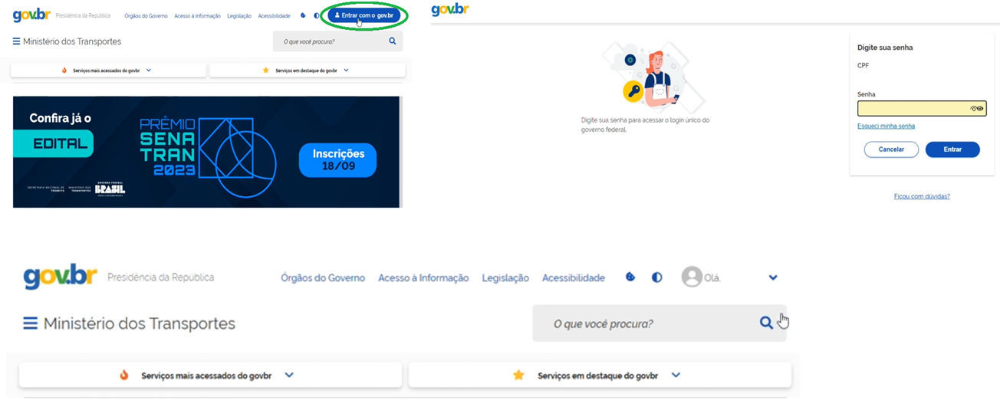 gov.br
Presidência da República
Órgãos do Governo
Acesso à Informação
Legislação
Acessibilidade
Entrar com o gov.br
Ministério dos Transportes
O que você procura?
Serviços mais acessados do govbr
Serviços em destaque do govbr
Confira já o
EDITAL
PRÊMIO
SENA
TRAN
2023
Inscrições
18/09
SECRETARIA NACIONAL DE
TRÂNSITO
MINISTÉRIO DOS
TRANSPORTES
GOVERNO FEDERAL
BRASIL
UNIÃO E RECONSTRUÇÃO
gov.br
Digite sua senha para acessar o login único do
governo federal.
Digite sua senha
CPF
Senha
Esqueci minha senha
Cancelar
Entrar
Ficou com dúvidas?
gov.br
Presidência da República
Órgãos do Governo
Acesso à Informação
Legislação
Acessibilidade
Olá,
Ministério dos Transportes
O que você procura?
Serviços mais acessados do govbr
Serviços em destaque do govbr